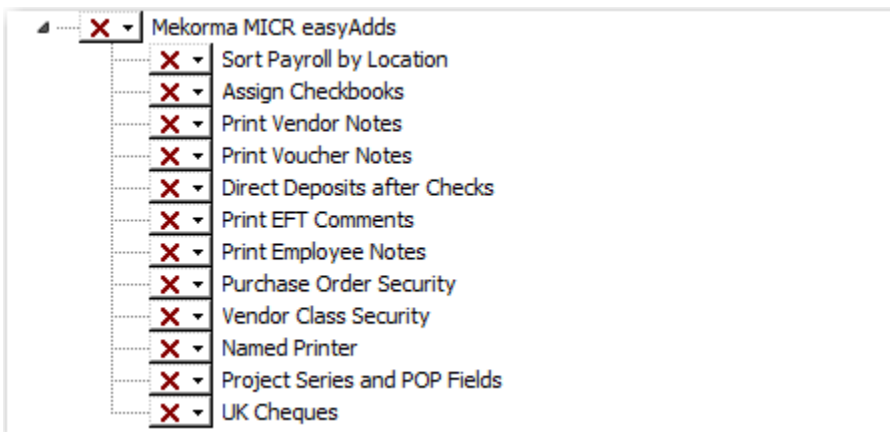 Mekorma MICR easyAdds
Sort Payroll by Location
Assign Checkbooks
Print Vendor Notes
Print Voucher Notes
Direct Deposits after Checks
Print EFT Comments
Print Employee Notes
Purchase Order Security
Vendor Class Security
Named Printer
Project Series and POP Fields
UK Cheques